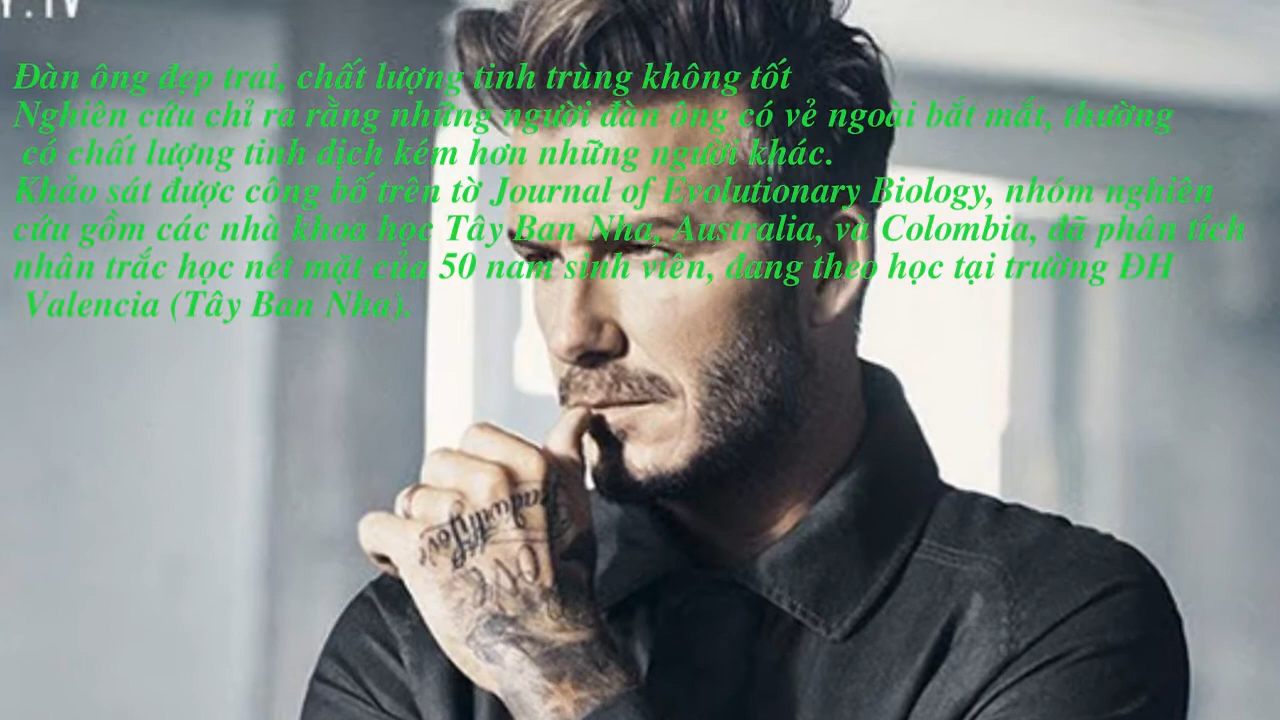 Y.TV
Đàn ông đẹp trai, chất lượng tinh trùng không tốt
Nghiên cứu chỉ ra rằng những người đàn ông có vẻ ngoài bắt mắt, thường
có chất lượng tinh dịch kém hơn những người khác.
Khảo sát được công bố trên tờ Journal of Evolutionary Biology, nhóm nghiên
cứu gồm các nhà khoa học Tây Ban Nha, Australia, và Colombia, đã phân tích
nhân trắc học nét mặt của 50 nam sinh viên, đang theo học tại trường ĐH
Valencia (Tây Ban Nha).
Lead with
love